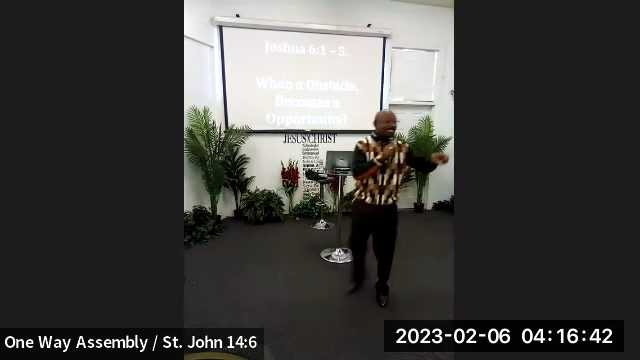 Joshua 6:1 – 5.
When a Obstacle,
Becomes a
Opportunity!
JESUS CHRIST
One Way Assembly / St. John 14:6
2023-02-06 04:16:42